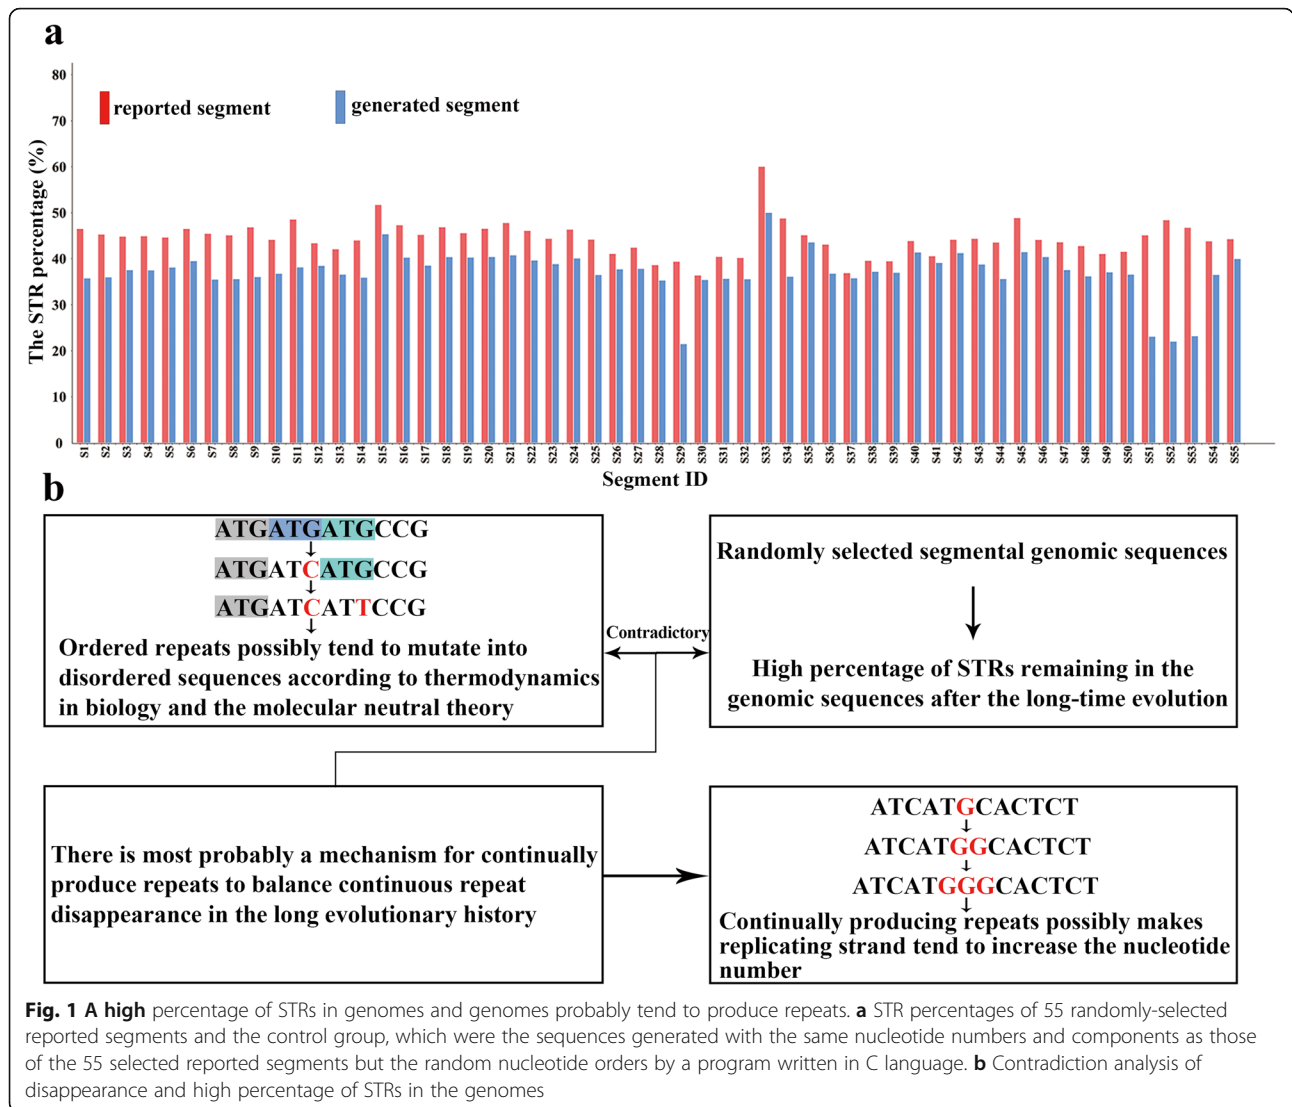 a
80
70
60
50
40
30
20
10
0
The STR percentage (%)
reported segment
generated segment
S1 S2 S3 S4 S5 S6 S7 S8 S9 S10 S11 S12 S13 S14 S15 S16 S17 S18 S19 S20 S21 S22 S23 S24 S25 S26 S27 S28 S29 S30 S31 S32 S33 S34 S35 S36 S37 S38 S39 S40 S41 S42 S43 S44 S45 S46 S47 S48 S49 S50 S51 S52 S53 S54 S55
Segment ID
b
ATGATGATGCCG
ATGATCATGCCG
ATGATCATTCCG
Ordered repeats possibly tend to mutate into
disordered sequences according to thermodynamics
in biology and the molecular neutral theory
Contradictory
Randomly selected segmental genomic sequences
High percentage of STRs remaining in the
genomic sequences after the long-time evolution
There is most probably a mechanism for continually
produce repeats to balance continuous repeat
disappearance in the long evolutionary history
ATCATGCACTCT
ATCATGGCACTCT
ATCATGGGCACTCT
Continually producing repeats possibly makes
replicating strand tend to increase the nucleotide
number
Fig. 1 A high percentage of STRs in genomes and genomes probably tend to produce repeats. a STR percentages of 55 randomly-selected
reported segments and the control group, which were the sequences generated with the same nucleotide numbers and components as those
of the 55 selected reported segments but the random nucleotide orders by a program written in C language. b Contradiction analysis of
disappearance and high percentage of STRs in the genomes